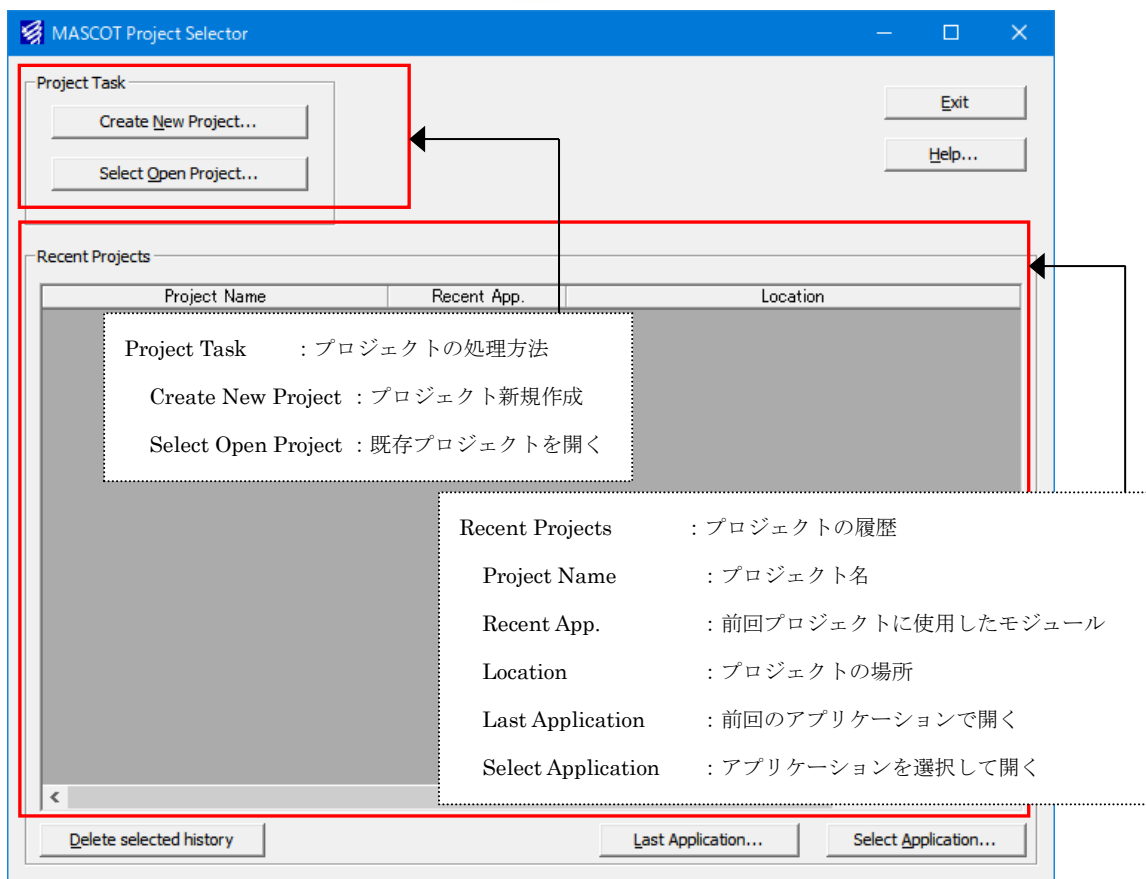 MASCOT Project Selector
Project Task
Create New Project...
Select Open Project...
Exit
Help...
Recent Projects
Project Name Recent App. Location
Project Task :プロジェクトの処理方法
Create New Project :プロジェクト新規作成
Select Open Project :既存プロジェクトを開く
Recent Projects :プロジェクトの履歴
Project Name :プロジェクト名
Recent App. :前回プロジェクトに使用したモジュール
Location :プロジェクトの場所
Last Application :前回のアプリケーションで開く
Select Application :アプリケーションを選択して開く
Delete selected history Last Application... Select Application...